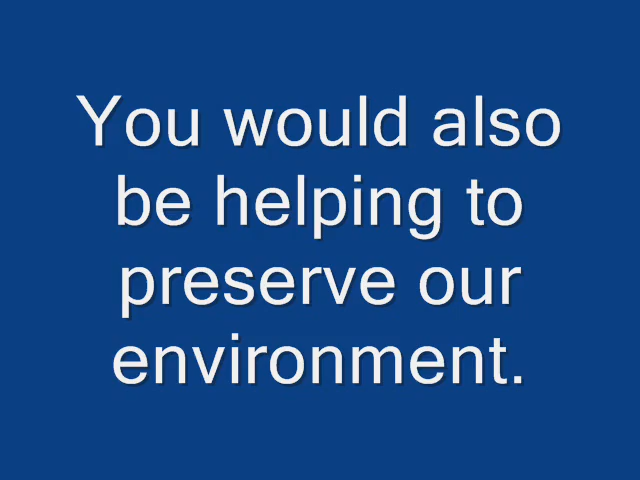 You would also
be helping to
preserve our
environment.